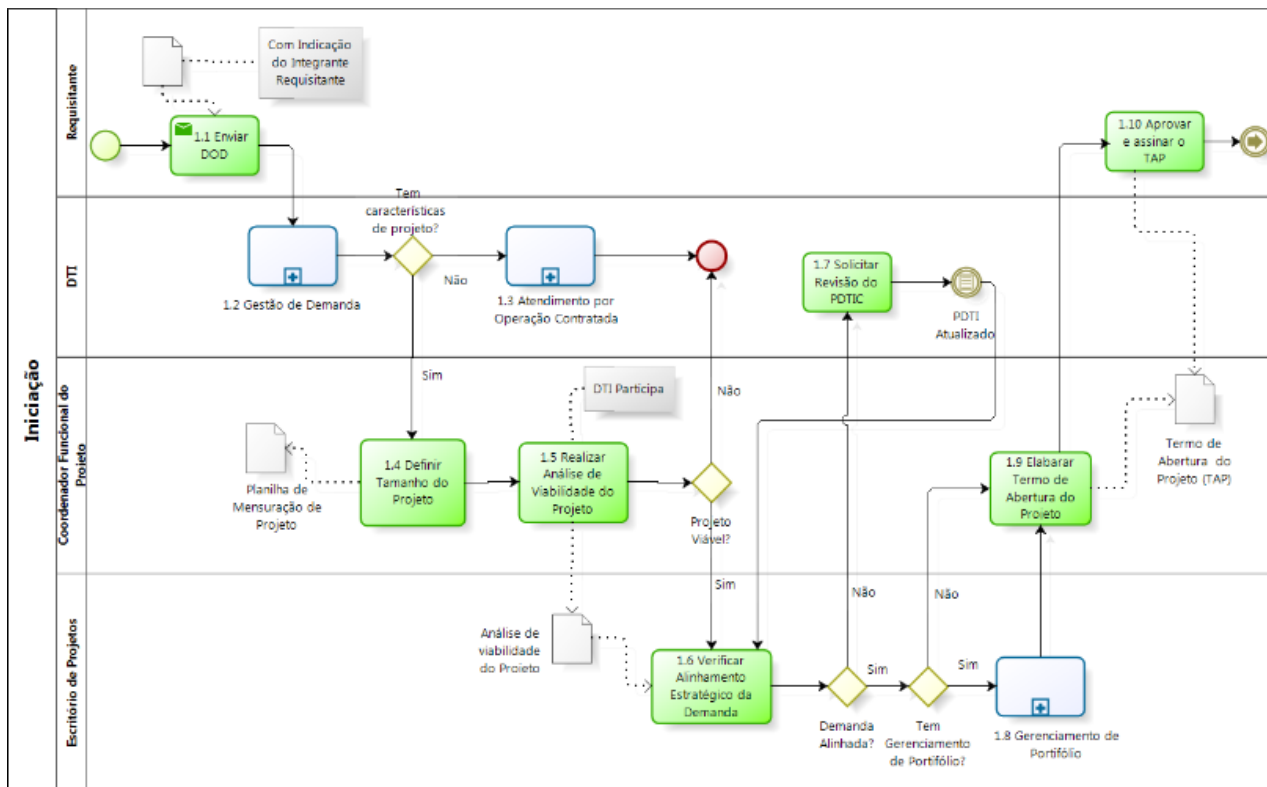 Iniciação
Requisitante
Com Indicação
do Integrante
Requisitante
1.1 Enviar
DOD
1.10 Aprovar
e assinar o
TAP
DTI
1.2 Gestão de Demanda
Tem
características
de projeto?
Não
Sim
1.3 Atendimento por
Operação Contratada
1.7 Solicitar
Revisão do
PDTIC
PDTI
Atualizado
Coordenador Funcional do
Projeto
Planilha de
Mensuração de
Projeto
1.4 Definir
Tamanho do
Projeto
DTI Participa
1.5 Realizar
Análise de
Viabilidade do
Projeto
Não
Projeto
Viável?
Sim
1.9 Elabarar
Termo de
Abertura do
Projeto
Termo de
Abertura do
Projeto (TAP)
Escritório de Projetos
Análise de
viabilidade
do Projeto
1.6 Verificar
Alinhamento
Estratégico da
Demanda
Não
Sim
Demanda
Alinhada?
Não
Sim
Tem
Gerenciamento
de Portifólio?
1.8 Gerenciamento de
Portifólio